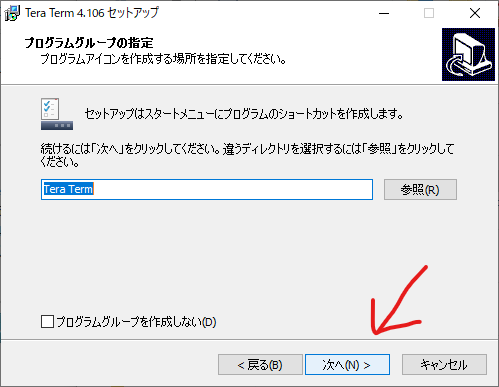 Tera Term 4.106 セットアップ
プログラムグループの指定
プログラムアイコンを作成する場所を指定してください。
セットアップはスタートメニューにプログラムのショートカットを作成します。
続けるには「次へ」をクリックしてください。違うディレクトリを選択するには「参照」をクリックして
ください。
Tera Term
参照(R)
プログラムグループを作成しない(D)
< 戻る(B)
次へ(N) >
キャンセル